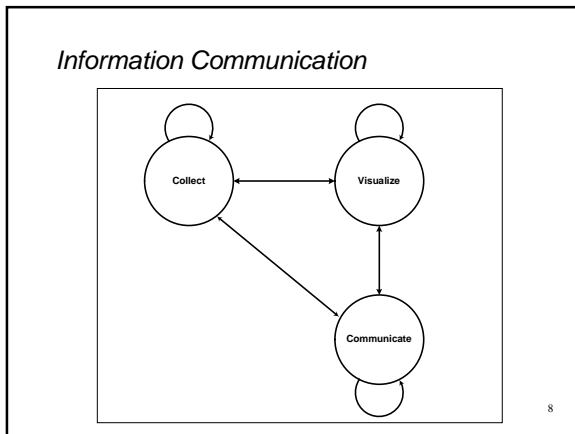 Information Communication
Collect
Visualize
Communicate
8